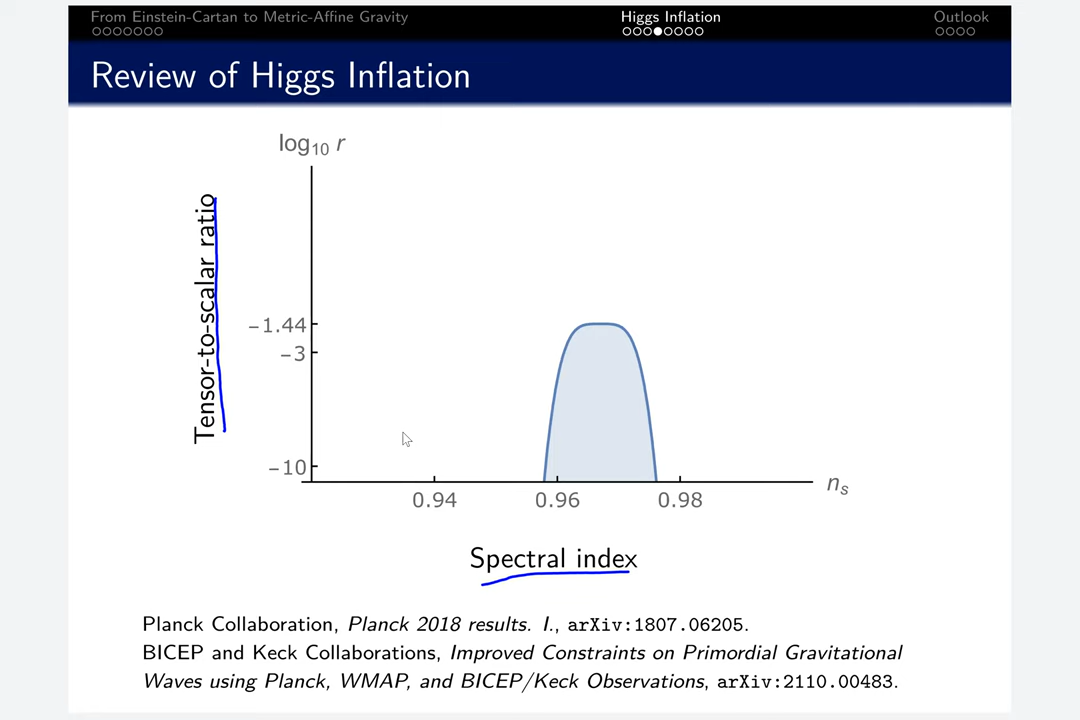 From Einstein-Cartan to Metric-Affine Gravity
Higgs Inflation
Outlook
Review of Higgs Inflation
log₁₀ r
Tensor-to-scalar ratio
−1.44
−3
−10
0.94
0.96
0.98
nₛ
Spectral index
Planck Collaboration, Planck 2018 results. I., arXiv:1807.06205.
BICEP and Keck Collaborations, Improved Constraints on Primordial Gravitational
Waves using Planck, WMAP, and BICEP/Keck Observations, arXiv:2110.00483.